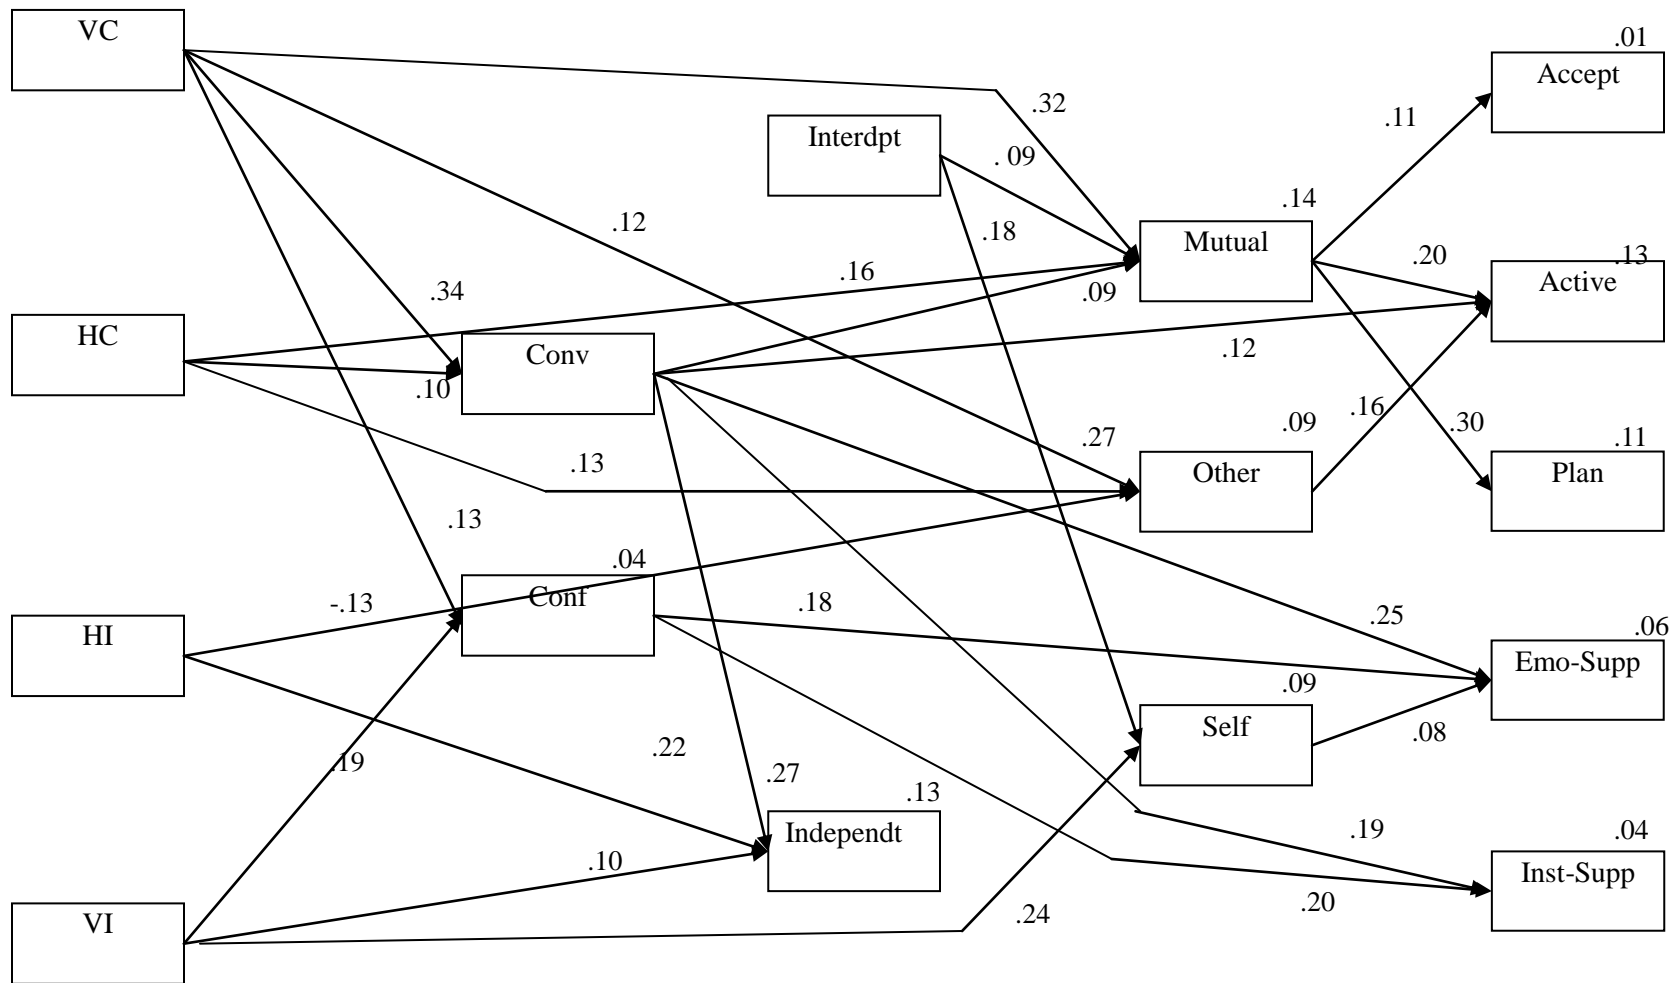 VC
.01
Accept
.32
.11
Interdpt
. 09
.14
.12
.18
Mutual
.20
.13
Active
.16
.34
.09
HC
Conv
.12
.10
.16
.09
.30
.27
.11
.13
Other
Plan
.13
.04
-.13
Conf
.18
.25
.06
HI
Emo-Supp
.09
Self
.08
.22
.19
.27
.13
Independt
.19
.04
.10
Inst-Supp
.20
VI
.24